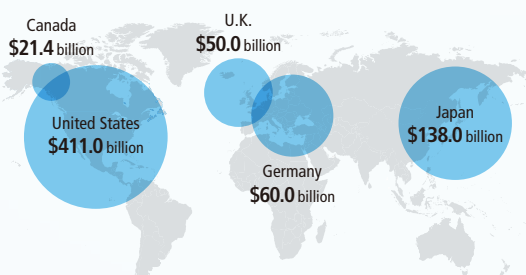 Canada
$21.4 billion
U.K.
$50.0 billion
United States
$411.0 billion
Japan
$138.0 billion
Germany
$60.0 billion